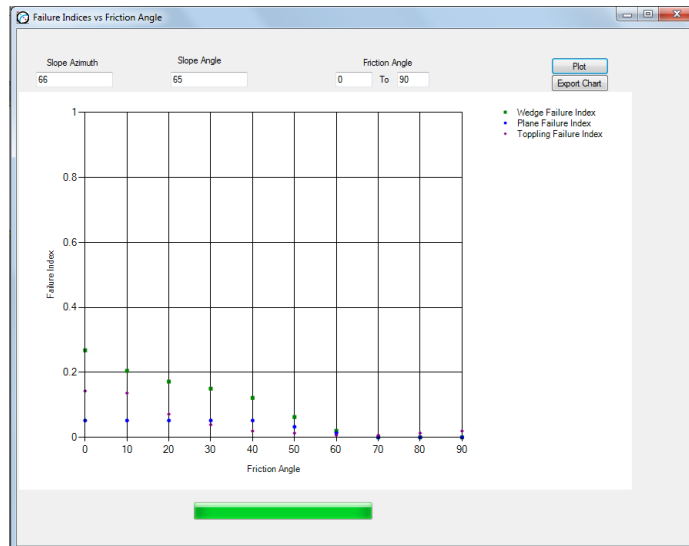 Failure Indices vs Friction Angle
Slope Azimuth
Slope Angle
Friction Angle
66
65
0 To 90
Plot
Export Chart
Wedge Failure Index
Plane Failure Index
Toppling Failure Index
1
0.8
0.6
0.4
0.2
0
Failure Index
0 10 20 30 40 50 60 70 80 90
Friction Angle